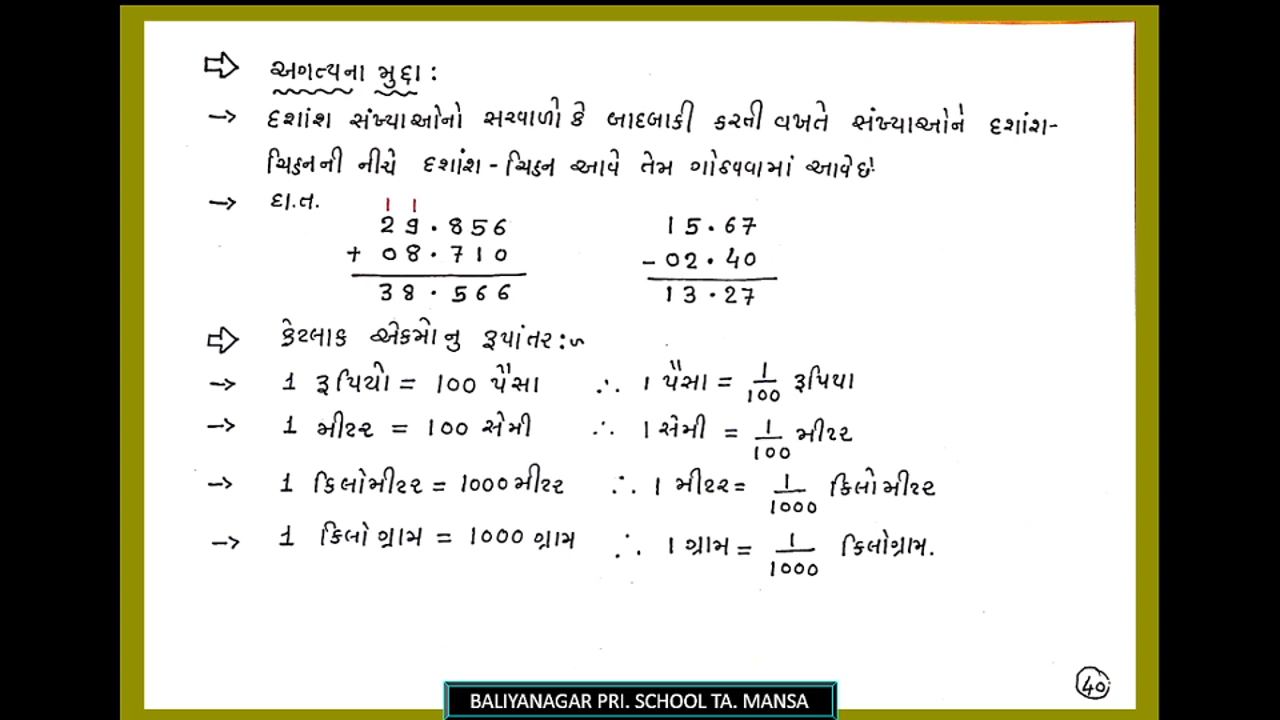 ⇨ અગત્યના મુદ્દા :
→ દશાંશ સંખ્યાઓનો સરવાળો કે બાદબાકી કરતી વખતે સંખ્યાઓને દશાંશ-
ચિહ્નની નીચે દશાંશ - ચિહ્ન આવે તેમ ગોઠવવામાં આવે છે
→ દા.ત.
1 1
29.856 15.67
+ 08.710 - 02.40
38.566 13.27
⇨ કેટલાક એકમોનુ રૂપાંતર :
→ 1 રૂપિયો = 100 પૈસા ∴ 1 પૈસા = 1/100 રૂપિયા
→ 1 મીટર = 100 સેમી ∴ 1 સેમી = 1/100 મીટર
→ 1 કિલોમીટર = 1000 મીટર ∴ 1 મીટર = 1/1000 કિલોમીટર
→ 1 કિલોગ્રામ = 1000 ગ્રામ ∴ 1 ગ્રામ = 1/1000 કિલોગ્રામ.
40
BALIYANAGAR PRI. SCHOOL TA. MANSA